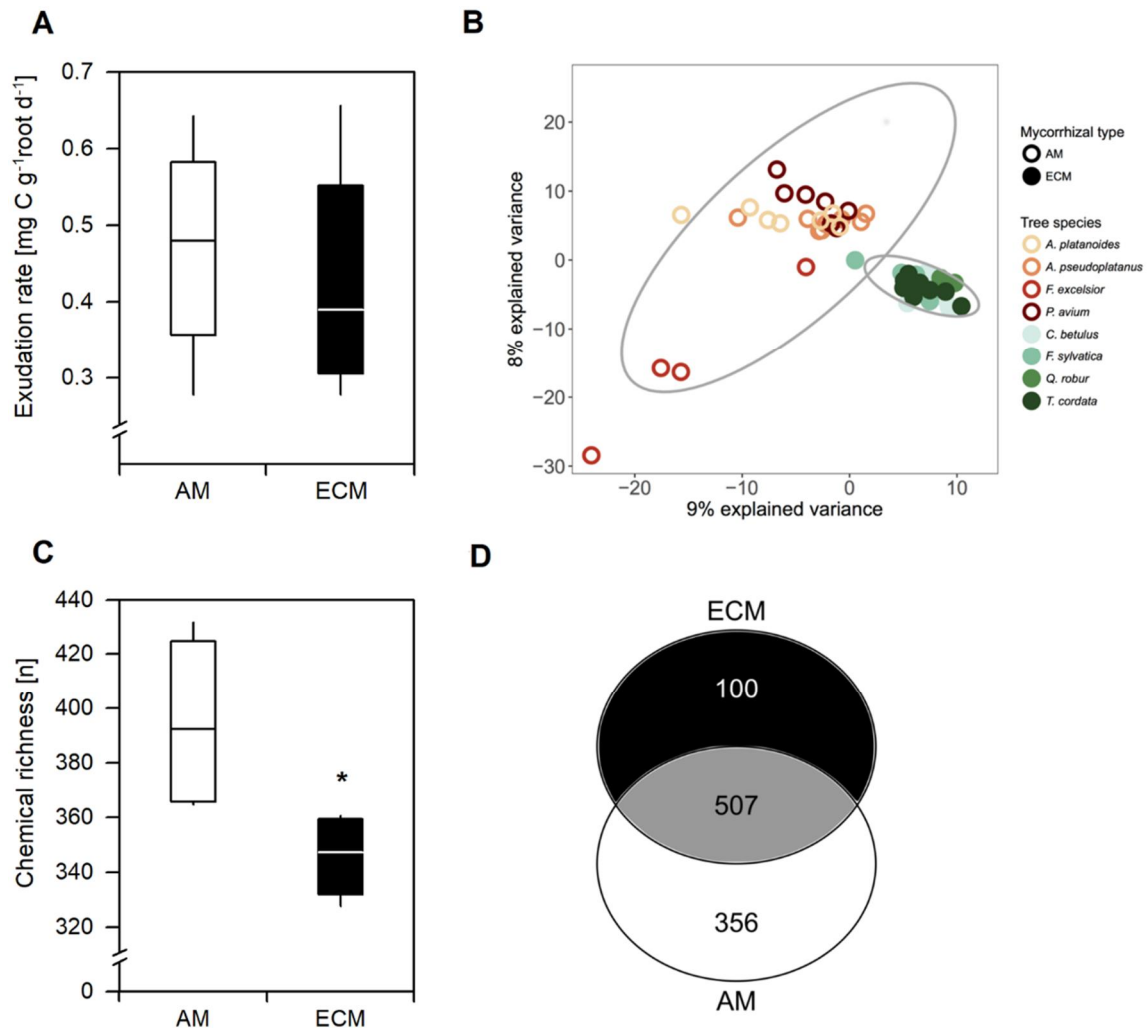 A
Exudation rate [mg C g⁻¹root d⁻¹]
0.7
0.6
0.5
0.4
0.3
AM
ECM
B
8% explained variance
20
10
0
−10
−20
−30
−20
−10
0
10
9% explained variance
Mycorrhizal type
AM
ECM
Tree species
A. platanoides
A. pseudoplatanus
F. excelsior
P. avium
C. betulus
F. sylvatica
Q. robur
T. cordata
C
Chemical richness [n]
440
420
400
380
360
340
320
0
*
AM
ECM
D
ECM
100
507
356
AM